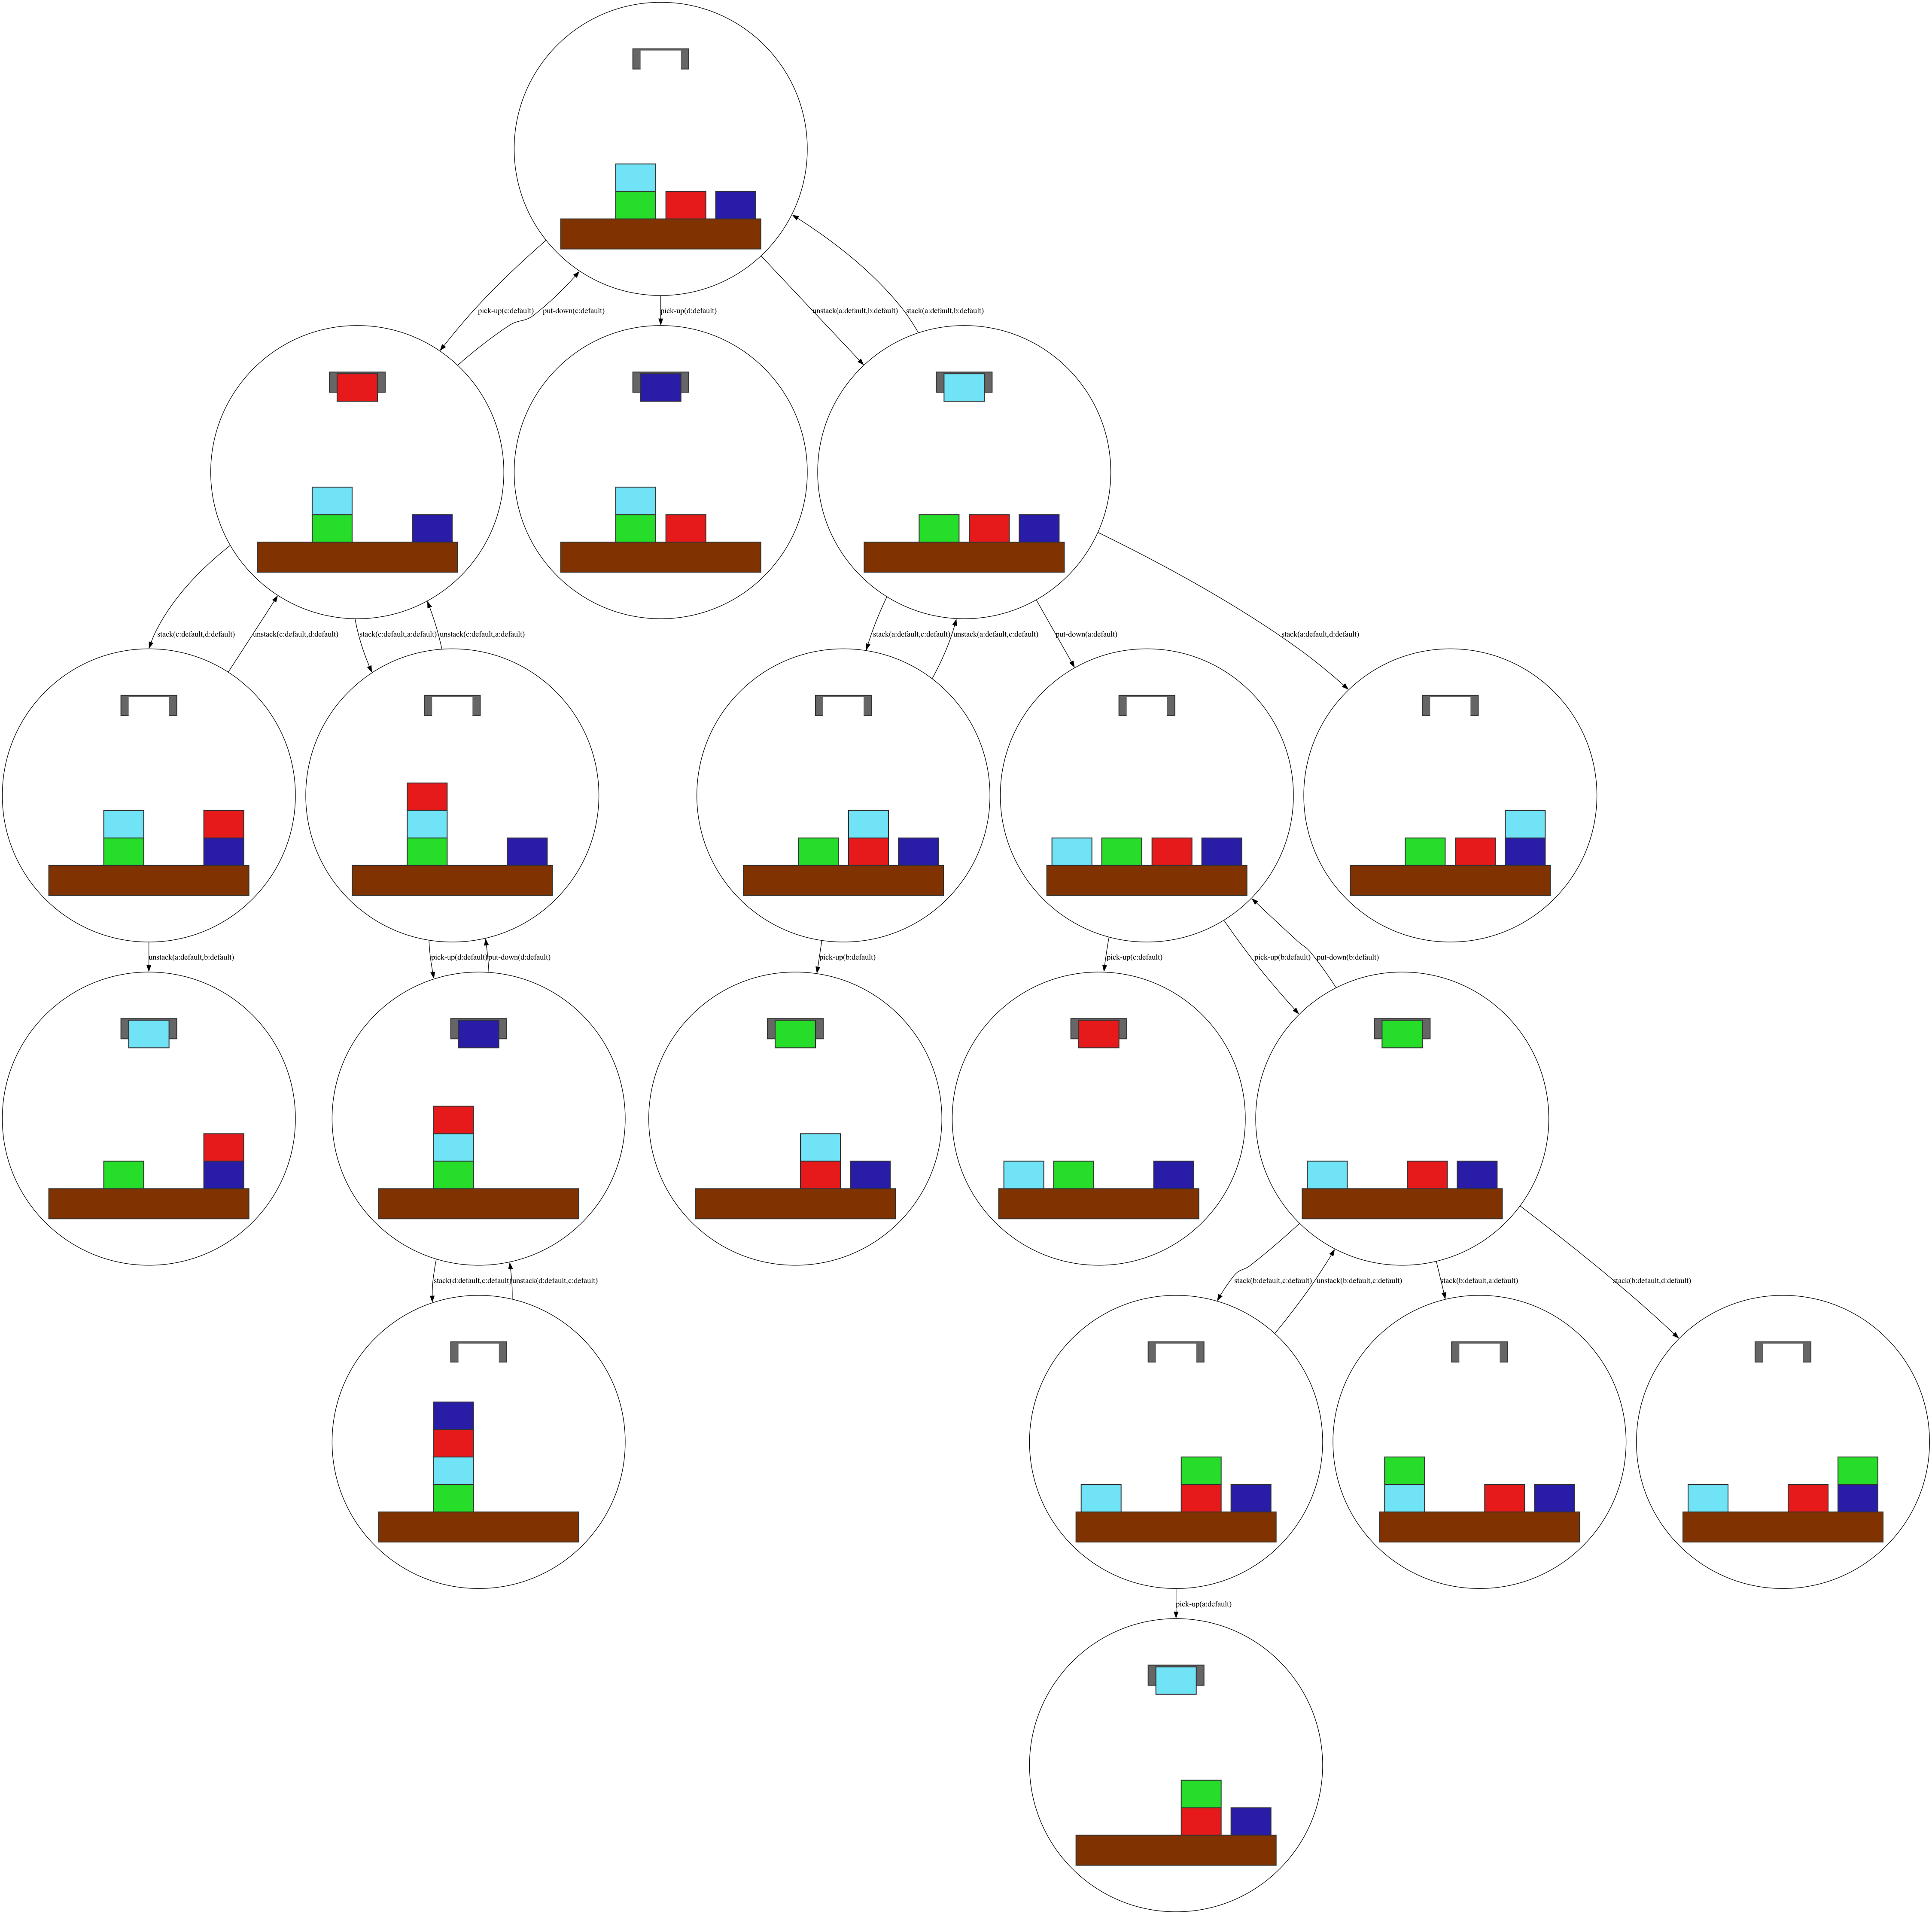 pick-up(c:default)
put-down(c:default)
pick-up(d:default)
unstack(a:default,b:default)
stack(a:default,b:default)
stack(c:default,d:default)
unstack(c:default,d:default)
stack(c:default,a:default)
unstack(c:default,a:default)
stack(a:default,c:default)
unstack(a:default,c:default)
put-down(a:default)
stack(a:default,d:default)
unstack(a:default,b:default)
pick-up(d:default)
put-down(d:default)
pick-up(b:default)
pick-up(c:default)
pick-up(b:default)
put-down(b:default)
stack(d:default,c:default)
unstack(d:default,c:default)
stack(b:default,c:default)
unstack(b:default,c:default)
stack(b:default,a:default)
stack(b:default,d:default)
pick-up(a:default)